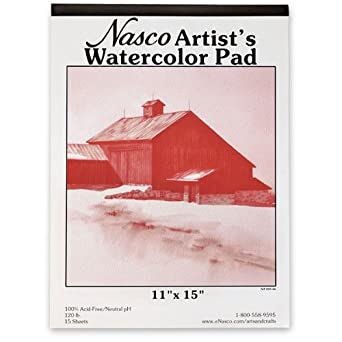 Nasco Artist's
Watercolor Pad
11"x 15"
100% Acid-Free/Neutral pH
120 lb.
15 Sheets
1-800-558-9595
www.eNasco.com/artsandcrafts